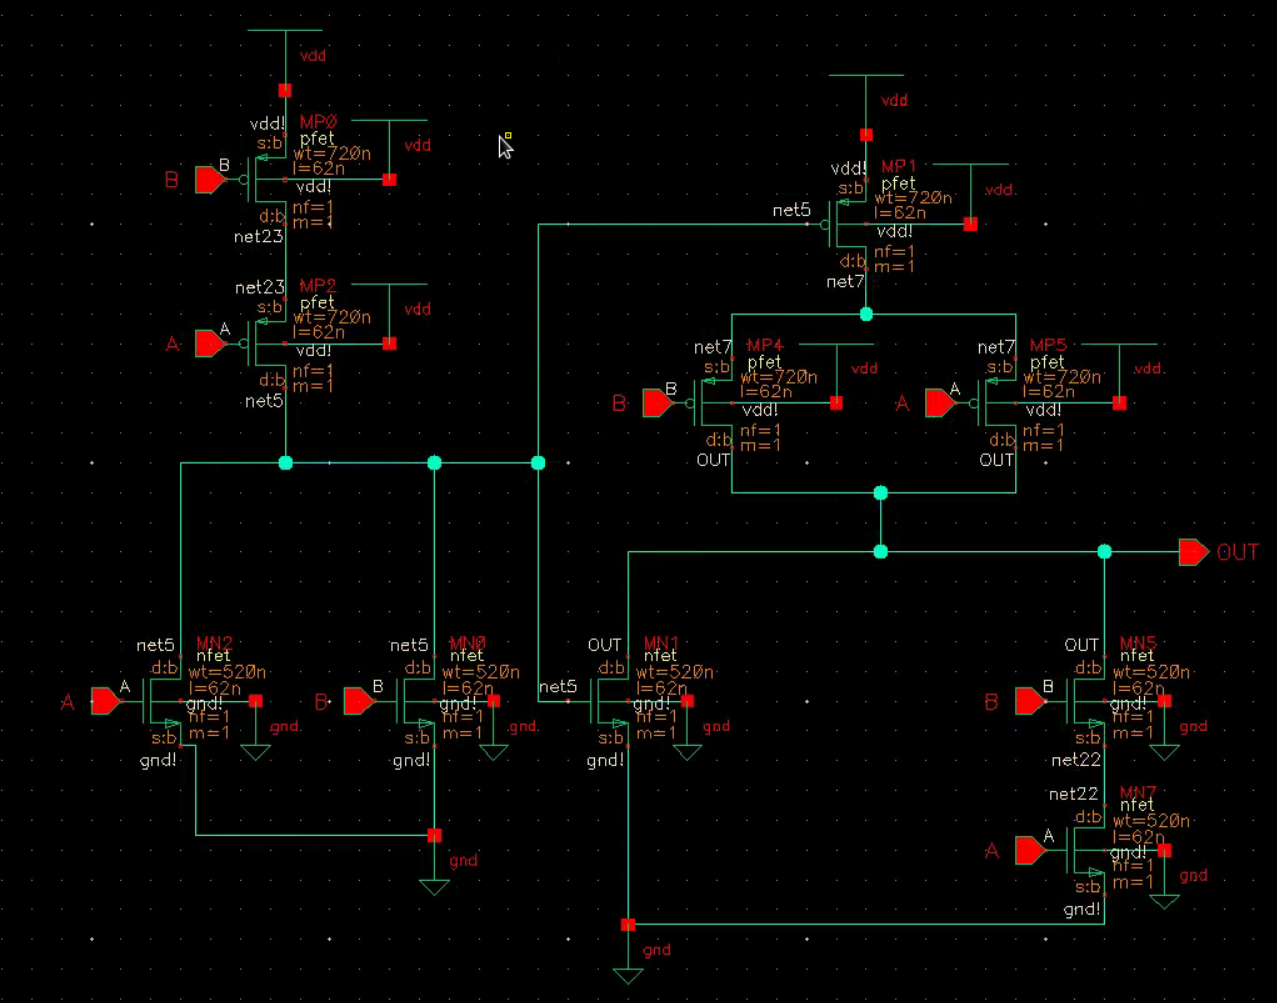 vdd
vdd!
MP0
s:b
pfet
vdd
wt=720n
l=62n
B
B
vdd!
nf=1
d:b
m=1
net23
net23
MP2
s:b
pfet
vdd
wt=720n
l=62n
A
A
vdd!
nf=1
d:b
m=1
net5
vdd
vdd!
MP1
s:b
pfet
vdd
wt=720n
l=62n
net5
vdd!
nf=1
d:b
m=1
net7
net7
MP4
s:b
pfet
vdd
wt=720n
l=62n
B
B
vdd!
nf=1
d:b
m=1
OUT
net7
MP5
s:b
pfet
vdd
wt=720n
l=62n
A
A
vdd!
nf=1
d:b
m=1
OUT
OUT
net5
MN2
nfet
d:b
wt=520n
l=62n
A
A
gnd!
nf=1
gnd
s:b
m=1
gnd!
net5
MN0
nfet
d:b
wt=520n
l=62n
B
B
gnd!
nf=1
gnd
s:b
m=1
gnd!
gnd
OUT
MN1
nfet
d:b
wt=520n
l=62n
net5
gnd!
nf=1
gnd
s:b
m=1
gnd!
gnd
OUT
MN5
nfet
d:b
wt=520n
l=62n
B
B
gnd!
nf=1
gnd
s:b
m=1
net22
net22
MN7
nfet
d:b
wt=520n
l=62n
A
A
gnd!
nf=1
gnd
s:b
m=1
gnd!